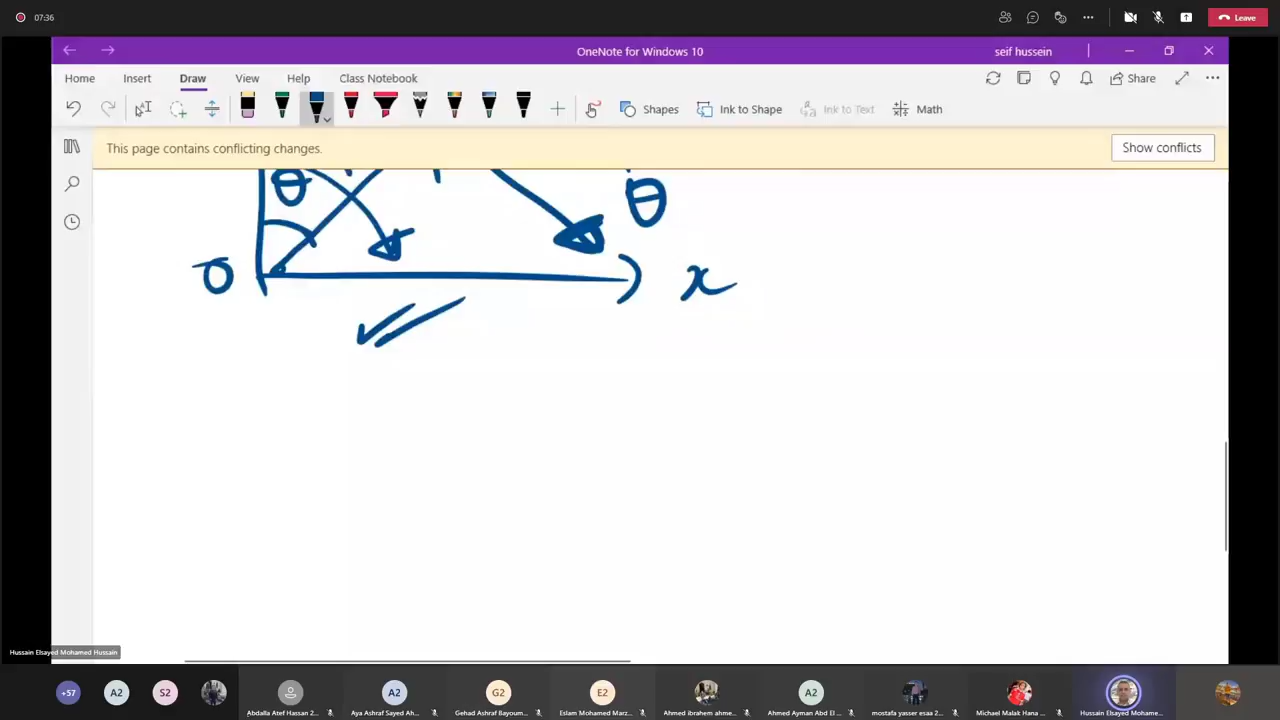 07:36
Leave
OneNote for Windows 10
seif hussein
Home Insert Draw View Help Class Notebook
Share
Shapes Ink to Shape Ink to Text Math
This page contains conflicting changes.
Show conflicts
θ θ
O x
Hussain Elsayed Mohamed Hussain
+57 A2 S2 A2 G2 E2 A2
Abdalla Atef Hassan 2... Aya Ashraf Sayed Ah... Gehad Ashraf Bayoum... Eslam Mohamed Marz... Ahmed ibrahem ahme... Ahmed Ayman Abd El ... mostafa yasser esaa 2... Michael Malak Hana ... Hussain Elsayed Mohame...